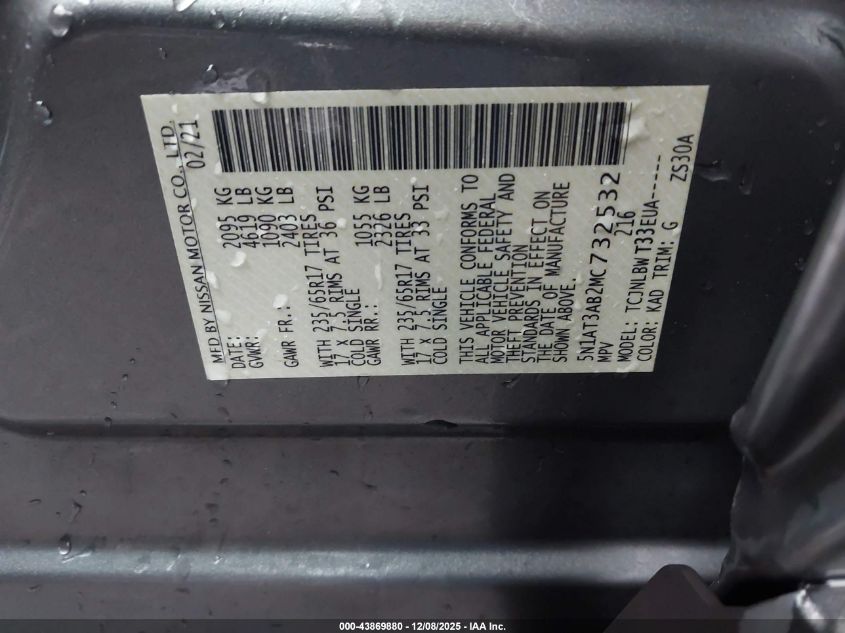 MFD BY NISSAN MOTOR CO., LTD.
DATE: 02/21
GVWR: 2095 KG
4619 LB
GAWR FR.: 1090 KG
2403 LB
WITH 235/65R17 TIRES
17 X 7.5 RIMS AT 36 PSI
COLD SINGLE
GAWR RR.: 1055 KG
2326 LB
WITH 235/65R17 TIRES
17 X 7.5 RIMS AT 33 PSI
COLD SINGLE
THIS VEHICLE CONFORMS TO
ALL APPLICABLE FEDERAL
MOTOR VEHICLE SAFETY AND
THEFT PREVENTION
STANDARDS IN EFFECT ON
THE DATE OF MANUFACTURE
SHOWN ABOVE.
5N1AT3AB2MC732532
MPV 216
MODEL: TCJNLBW T33EUA------
COLOR: KAD TRIM: G ZS30A
000-43869880 - 12/08/2025 - IAA Inc.